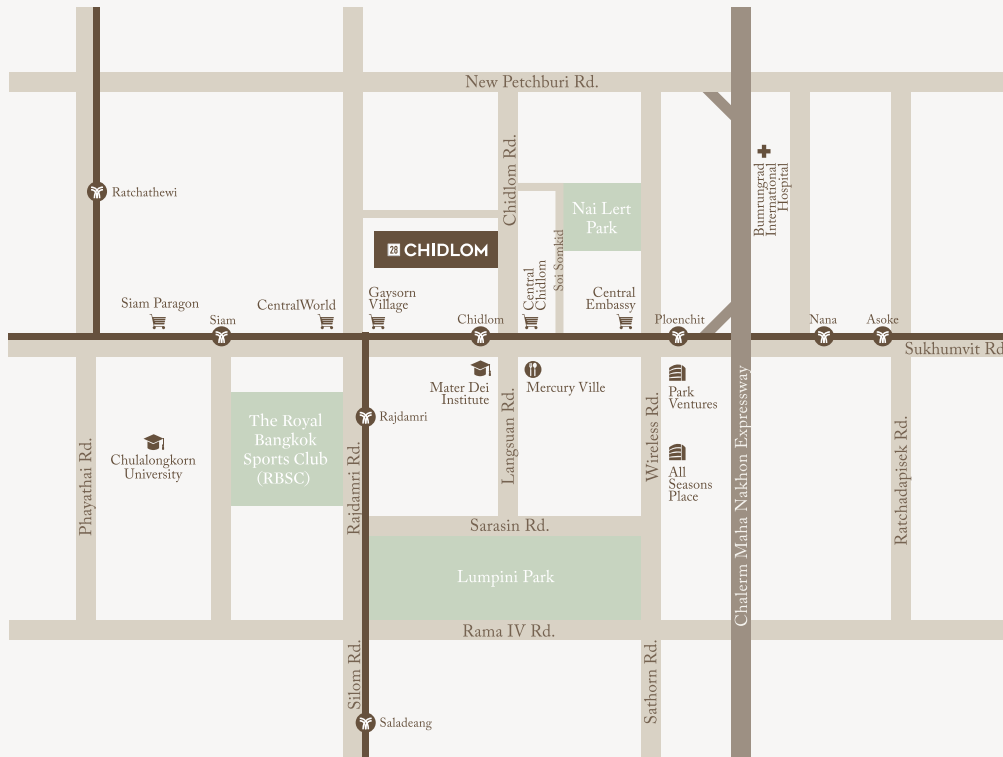 New Petchburi Rd.
Chidlom Rd.
Bumrungrad
International
Hospital
Ratchathewi
Nai Lert
Park
28 CHIDLOM
Soi Somkid
Siam Paragon
CentralWorld
Gaysorn
Village
Central
Chidlom
Central
Embassy
Siam
Chidlom
Ploenchit
Nana
Asoke
Sukhumvit Rd
Mater Dei
Institute
Mercury Ville
Park
Ventures
Phayathai Rd.
Chulalongkorn
University
The Royal
Bangkok
Sports Club
(RBSC)
Rajdamri Rd.
Rajdamri
Langsuan Rd.
Wireless Rd.
All
Seasons
Place
Chalerm Maha Nakhon Expressway
Ratchadapisek Rd.
Sarasin Rd.
Lumpini Park
Rama IV Rd.
Silom Rd.
Saladeang
Sathorn Rd.